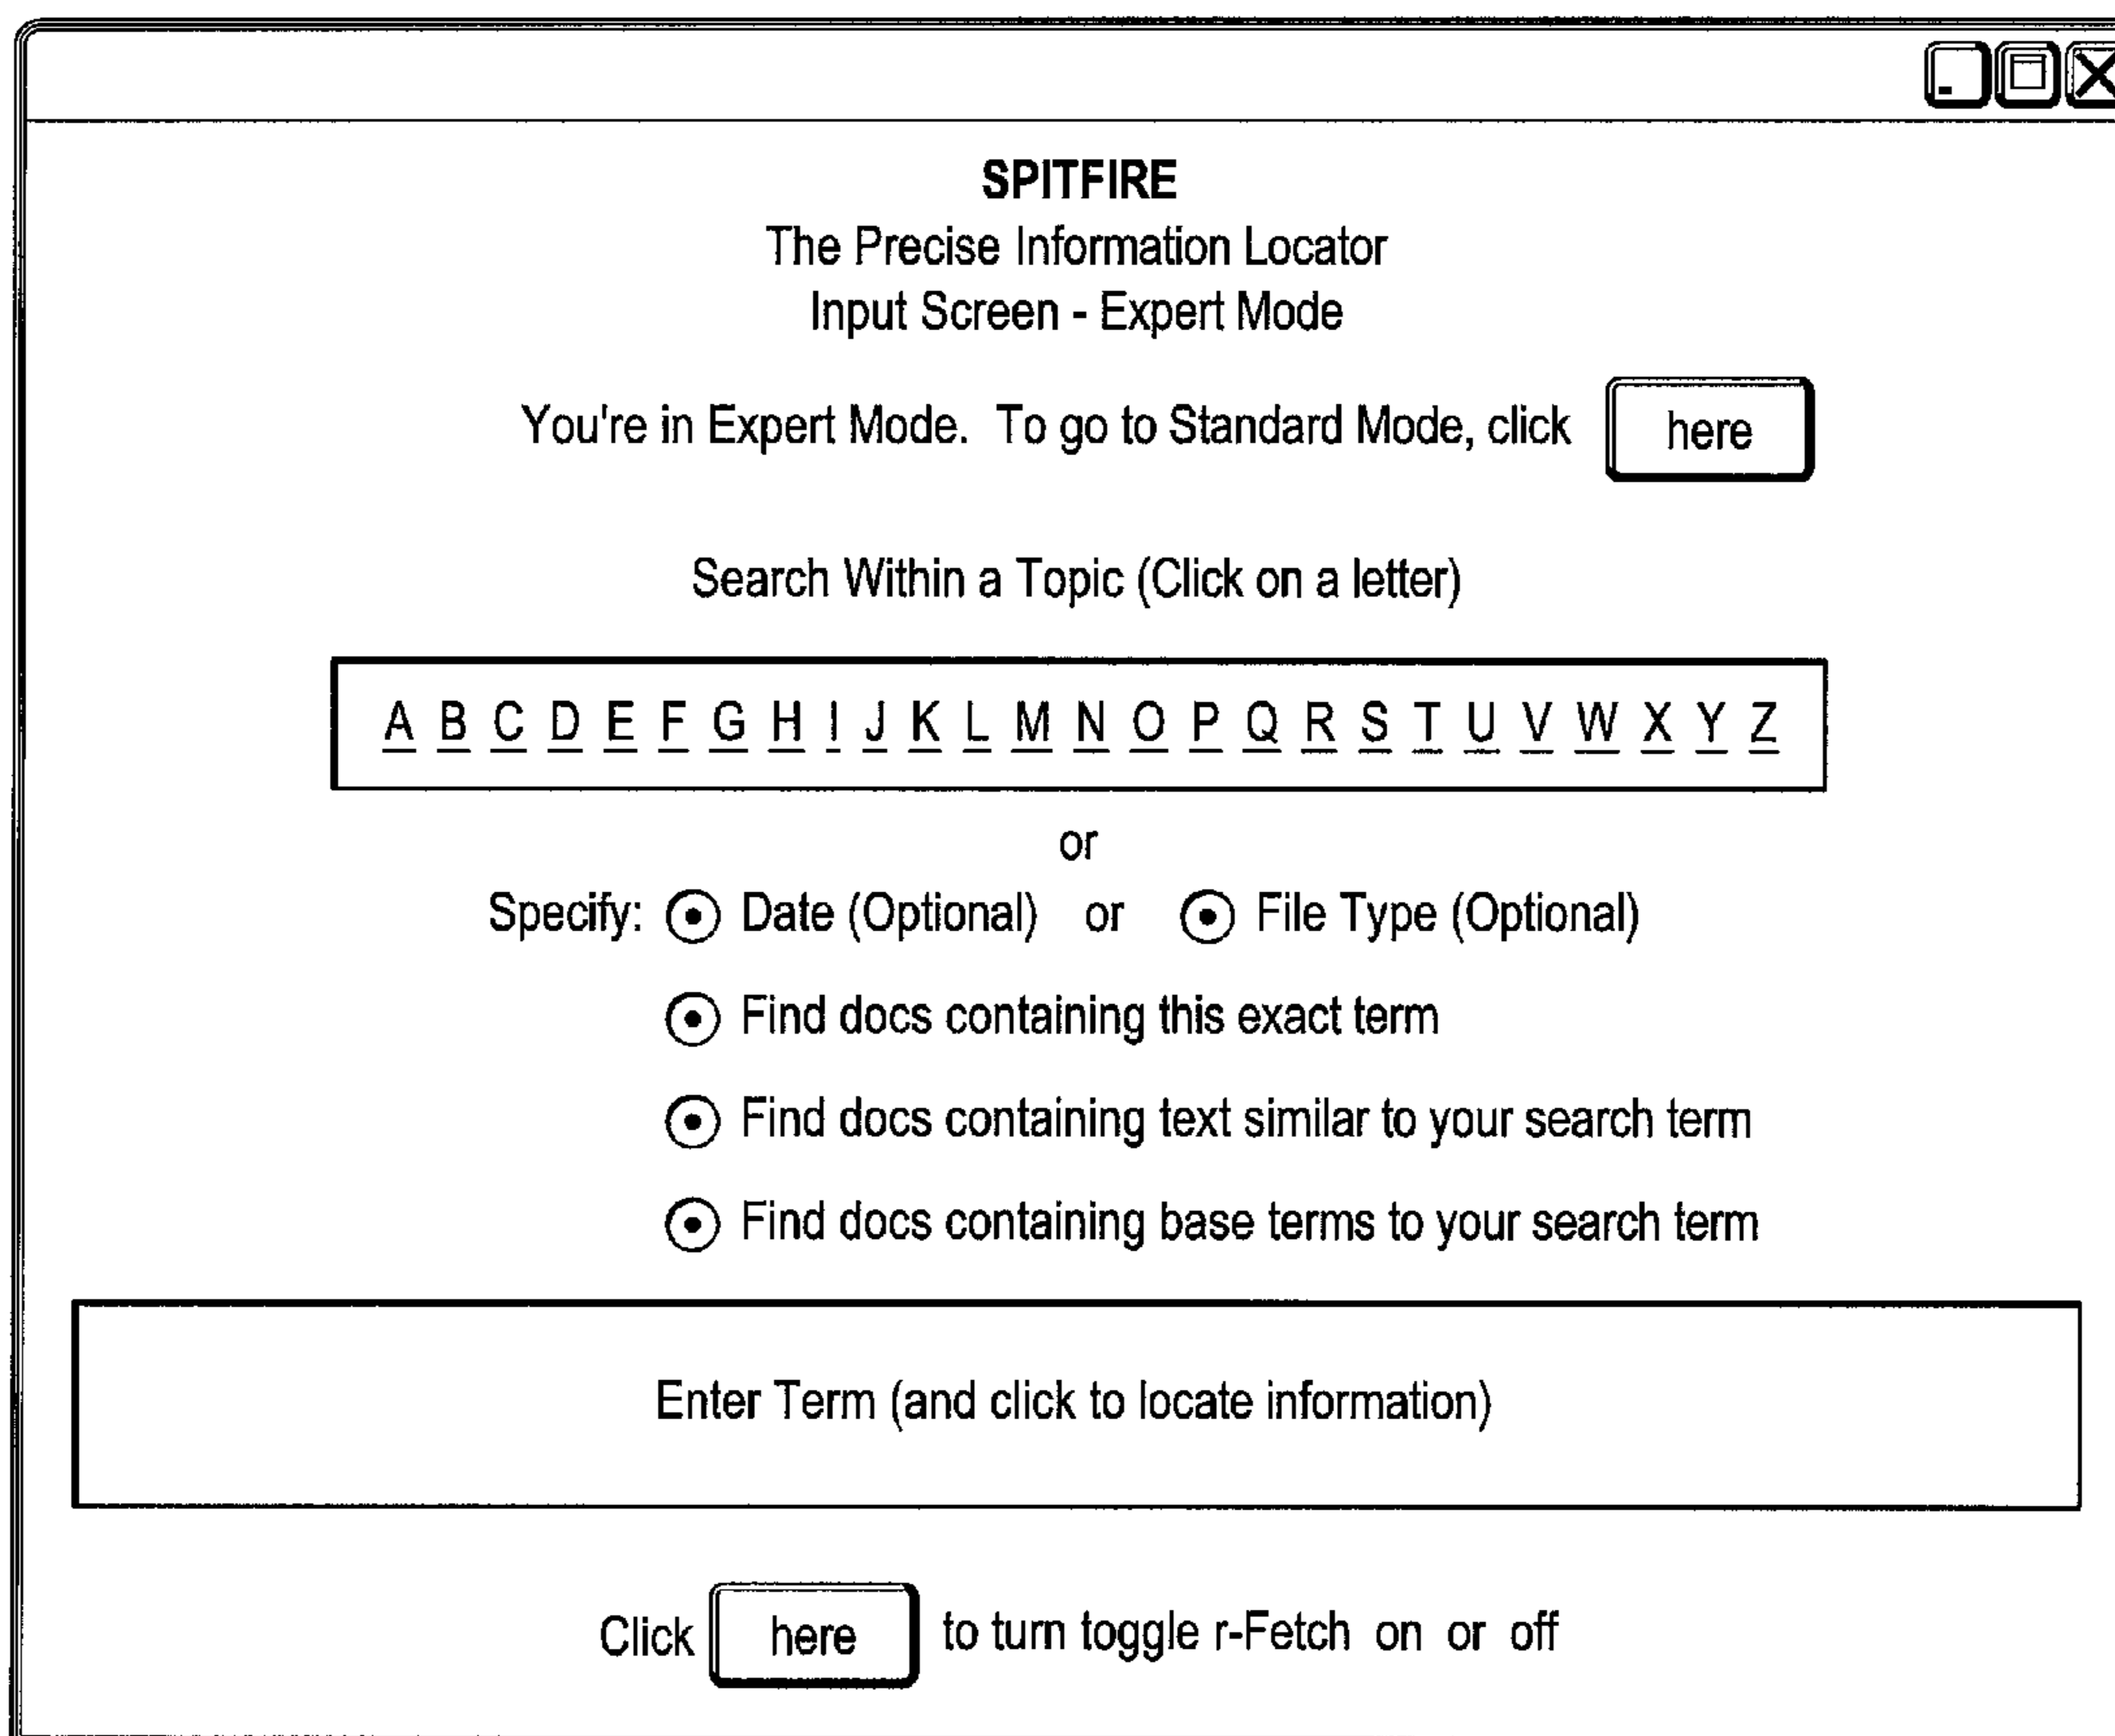 SPITFIRE
The Precise Information Locator
Input Screen - Expert Mode
You're in Expert Mode. To go to Standard Mode, click here
Search Within a Topic (Click on a letter)
A B C D E F G H I J K L M N O P Q R S T U V W X Y Z
or
Specify: Date (Optional) or File Type (Optional)
Find docs containing this exact term
Find docs containing text similar to your search term
Find docs containing base terms to your search term
Enter Term (and click to locate information)
Click here to turn toggle r-Fetch on or off